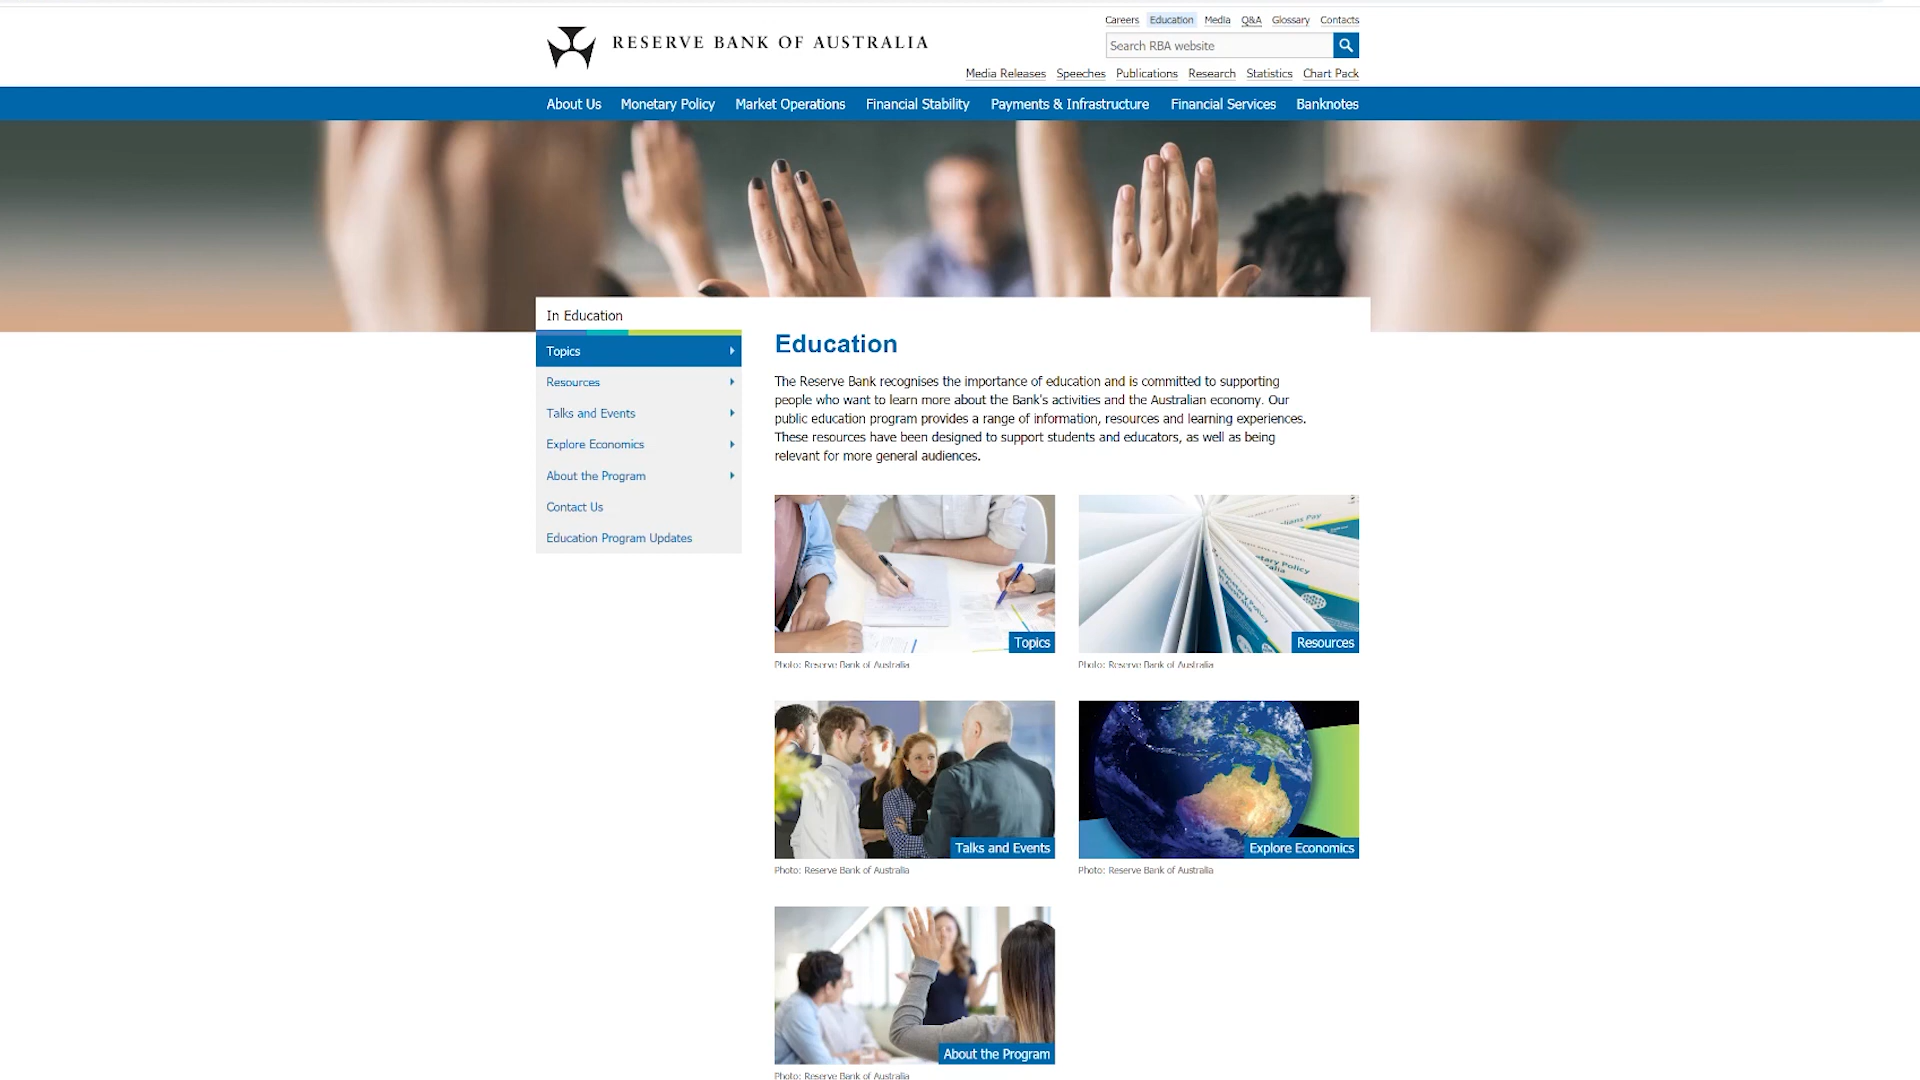 Careers Education Media Q&A Glossary Contacts
RESERVE BANK OF AUSTRALIA
Search RBA website
Media Releases Speeches Publications Research Statistics Chart Pack
About Us Monetary Policy Market Operations Financial Stability Payments & Infrastructure Financial Services Banknotes
In Education
Topics
Resources
Talks and Events
Explore Economics
About the Program
Contact Us
Education Program Updates
Education
The Reserve Bank recognises the importance of education and is committed to supporting
people who want to learn more about the Bank's activities and the Australian economy. Our
public education program provides a range of information, resources and learning experiences.
These resources have been designed to support students and educators, as well as being
relevant for more general audiences.
Topics
Photo: Reserve Bank of Australia
Resources
Photo: Reserve Bank of Australia
Talks and Events
Photo: Reserve Bank of Australia
Explore Economics
Photo: Reserve Bank of Australia
About the Program
Photo: Reserve Bank of Australia